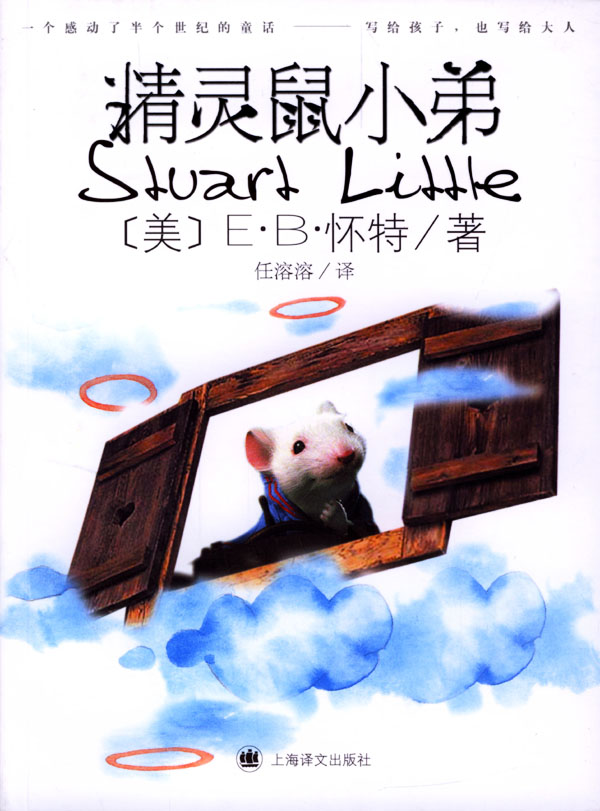 一个感动了半个世纪的童话 —— 写给孩子，也写给大人
精灵鼠小弟
Stuart Little
〔美〕E·B·怀特／著
任溶溶／译
上海译文出版社